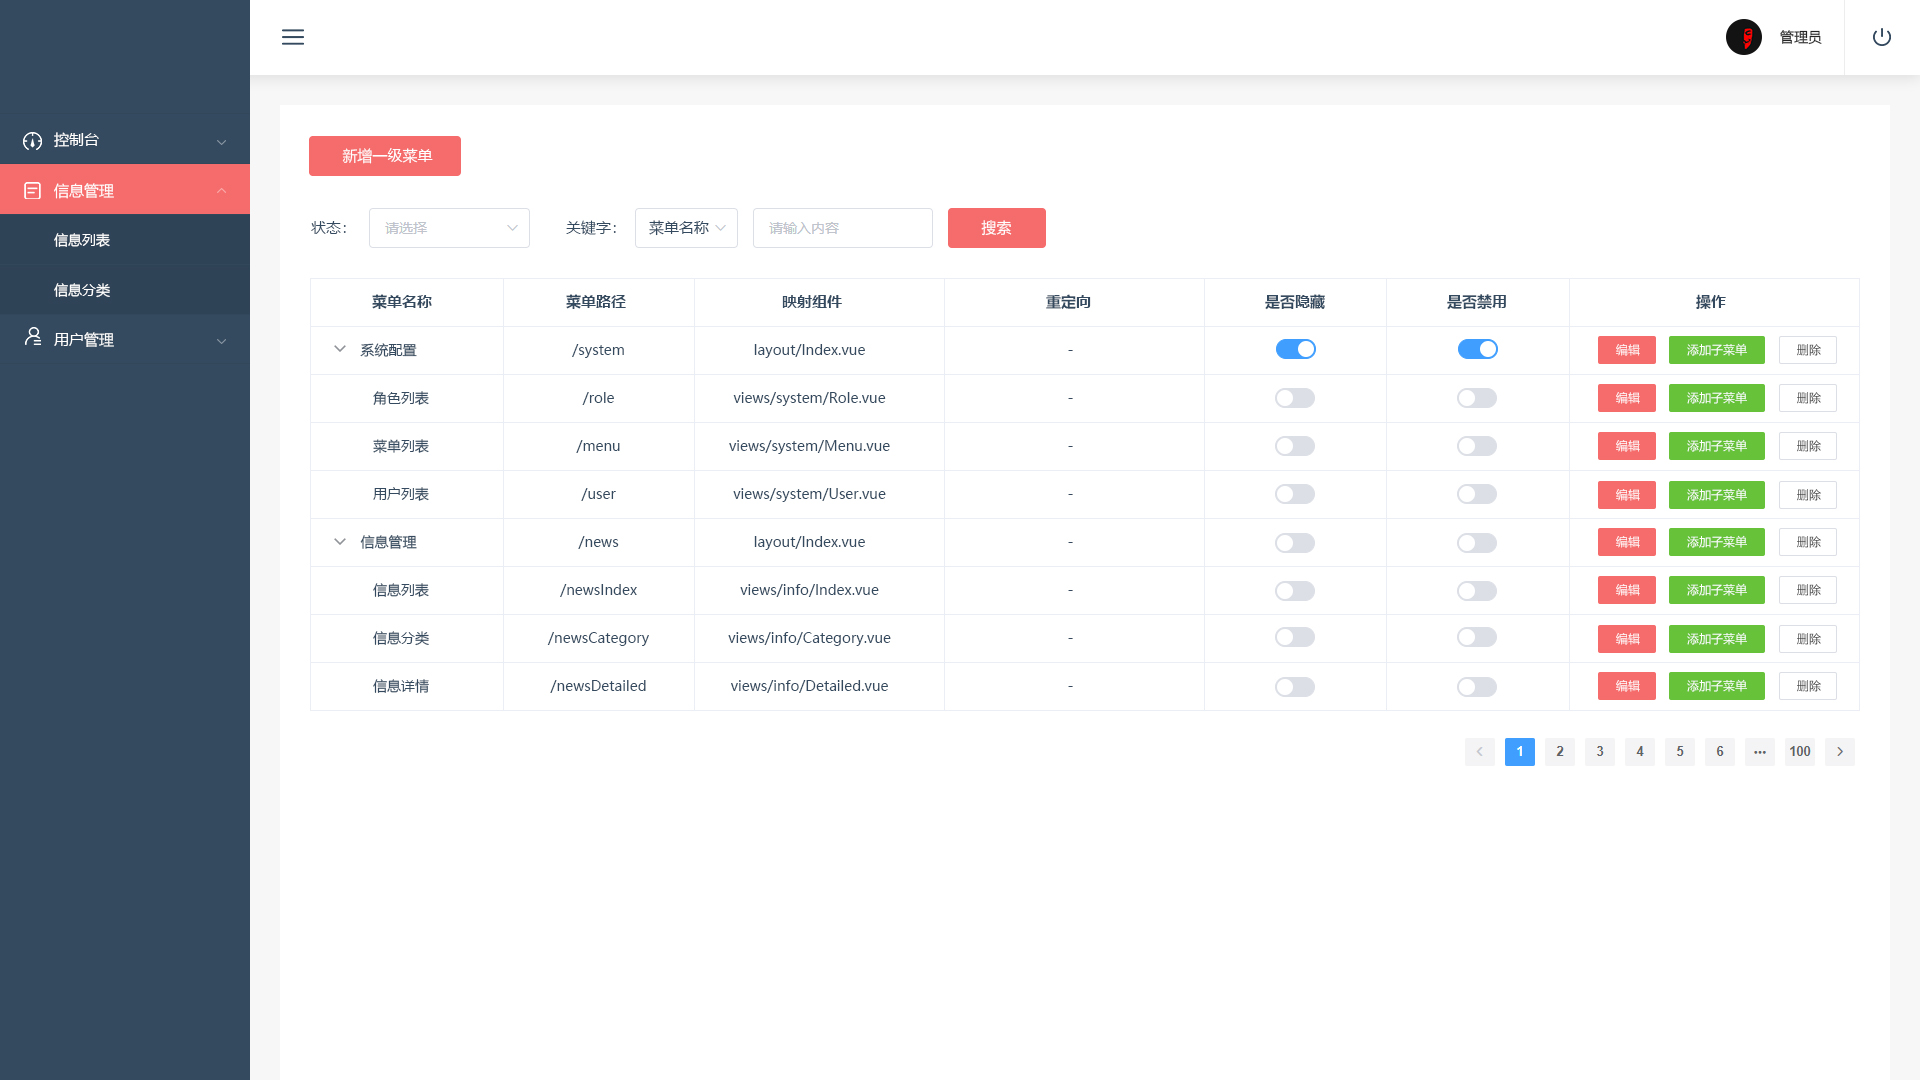 管理员
控制台
信息管理
信息列表
信息分类
用户管理
新增一级菜单
状态： 请选择 关键字： 菜单名称 请输入内容 搜索
菜单名称 菜单路径 映射组件 重定向 是否隐藏 是否禁用 操作
系统配置 /system layout/Index.vue - 编辑 添加子菜单 删除
角色列表 /role views/system/Role.vue - 编辑 添加子菜单 删除
菜单列表 /menu views/system/Menu.vue - 编辑 添加子菜单 删除
用户列表 /user views/system/User.vue - 编辑 添加子菜单 删除
信息管理 /news layout/Index.vue - 编辑 添加子菜单 删除
信息列表 /newsIndex views/info/Index.vue - 编辑 添加子菜单 删除
信息分类 /newsCategory views/info/Category.vue - 编辑 添加子菜单 删除
信息详情 /newsDetailed views/info/Detailed.vue - 编辑 添加子菜单 删除
1 2 3 4 5 6 ··· 100